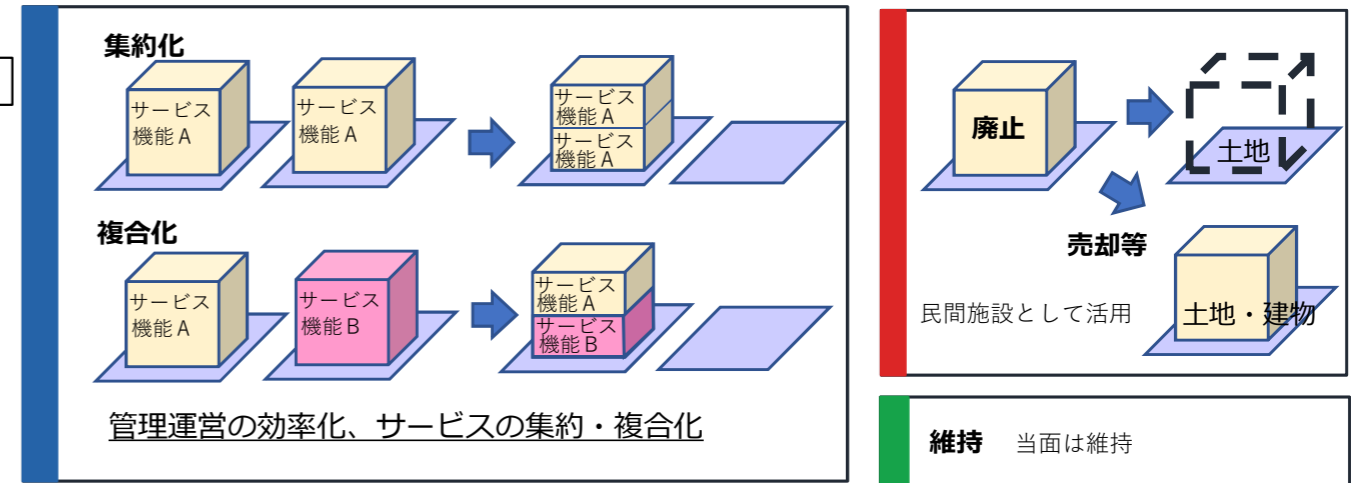 集約化
サービス
機能A
サービス
機能A
サービス
機能A
サービス
機能A
複合化
サービス
機能A
サービス
機能B
サービス
機能A
サービス
機能B
管理運営の効率化、サービスの集約・複合化
廃止
土地
売却等
民間施設として活用
土地・建物
維持 当面は維持